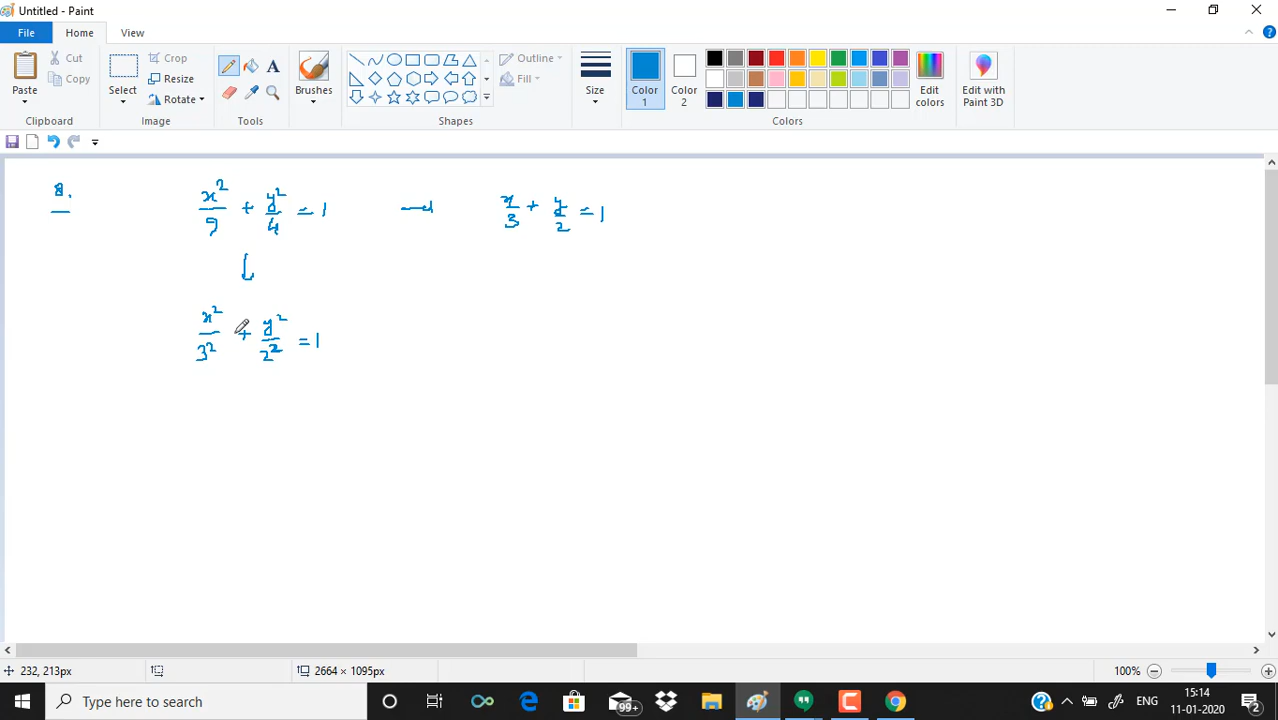 Untitled - Paint
File Home View
Paste Cut Copy
Select Crop Resize Rotate
Brushes
Outline Fill
Size
Color 1
Color 2
Edit colors
Edit with Paint 3D
Clipboard Image Tools Shapes Colors
8. x²/9 + y²/4 = 1 → x/3 + y/2 = 1
↓
x²/3² + y²/2² = 1
232, 213px 2664 × 1095px 100%
Type here to search
99+
ENG
15:14
11-01-2020
2